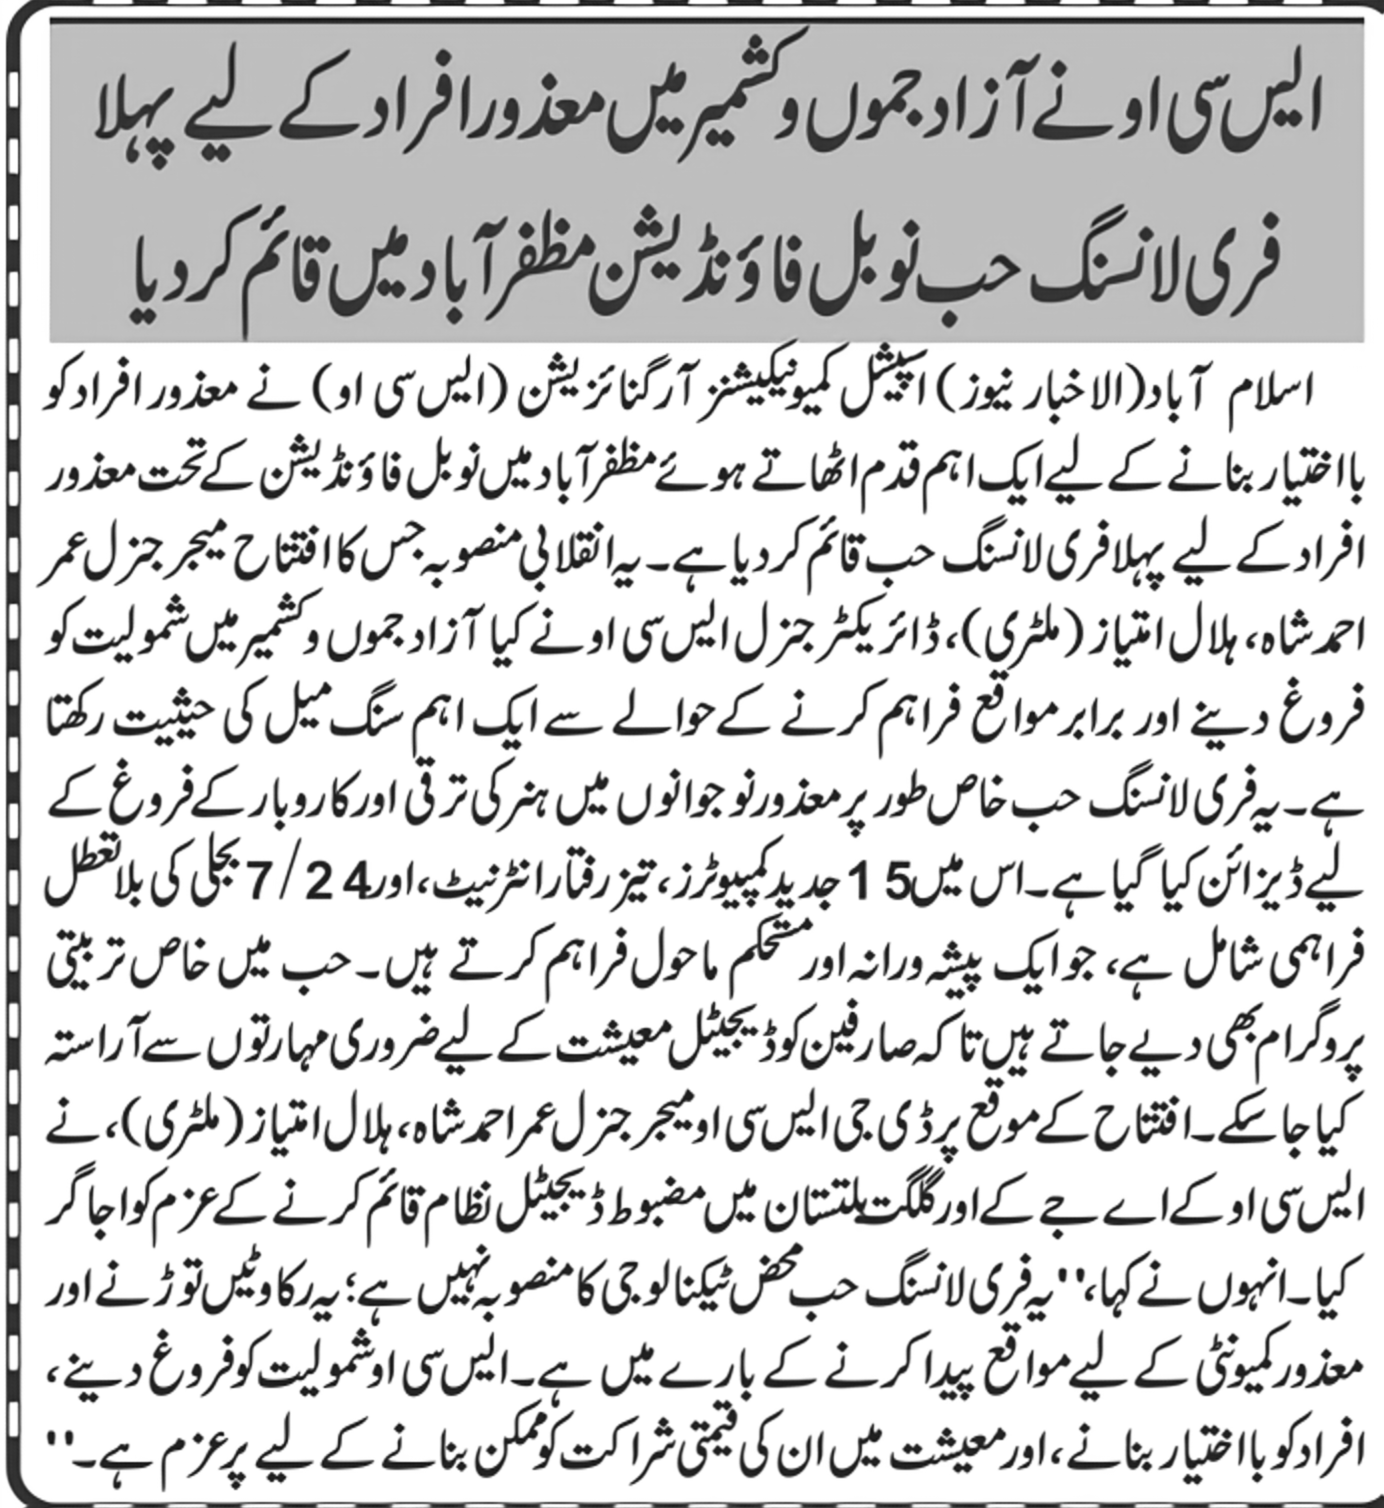 ایس سی او نے آزاد جموں و کشمیر میں معذور افراد کے لیے پہلا
فری لانسنگ حب نوبل فاؤنڈیشن مظفرآباد میں قائم کر دیا
اسلام آباد (الاخبار نیوز) اسپیشل کمیونیکیشنز آرگنائزیشن (ایس سی او) نے معذور افراد کو
بااختیار بنانے کے لیے ایک اہم قدم اٹھاتے ہوئے مظفرآباد میں نوبل فاؤنڈیشن کے تحت معذور
افراد کے لیے پہلا فری لانسنگ حب قائم کر دیا ہے۔ یہ انقلابی منصوبہ جس کا افتتاح میجر جنرل عمر
احمد شاہ، ہلال امتیاز (ملٹری)، ڈائریکٹر جنرل ایس سی او نے کیا آزاد جموں و کشمیر میں شمولیت کو
فروغ دینے اور برابر مواقع فراہم کرنے کے حوالے سے ایک اہم سنگ میل کی حیثیت رکھتا
ہے۔ یہ فری لانسنگ حب خاص طور پر معذور نوجوانوں میں ہنر کی ترقی اور کاروبار کے فروغ کے
لیے ڈیزائن کیا گیا ہے۔ اس میں 15 جدید کمپیوٹرز، تیز رفتار انٹرنیٹ، اور 7/24 بجلی کی بلا تعطل
فراہمی شامل ہے، جو ایک پیشہ ورانہ اور مستحکم ماحول فراہم کرتے ہیں۔ حب میں خاص تربیتی
پروگرام بھی دیے جاتے ہیں تاکہ صارفین کو ڈیجیٹل معیشت کے لیے ضروری مہارتوں سے آراستہ
کیا جا سکے۔ افتتاح کے موقع پر ڈی جی ایس سی او میجر جنرل عمر احمد شاہ، ہلال امتیاز (ملٹری)، نے
ایس سی او کے اے جے کے اور گلگت بلتستان میں مضبوط ڈیجیٹل نظام قائم کرنے کے عزم کو اجاگر
کیا۔ انہوں نے کہا، ''یہ فری لانسنگ حب محض ٹیکنالوجی کا منصوبہ نہیں ہے؛ یہ رکاوٹیں توڑنے اور
معذور کمیونٹی کے لیے مواقع پیدا کرنے کے بارے میں ہے۔ ایس سی او شمولیت کو فروغ دینے،
افراد کو بااختیار بنانے، اور معیشت میں ان کی قیمتی شراکت کو ممکن بنانے کے لیے پرعزم ہے۔''